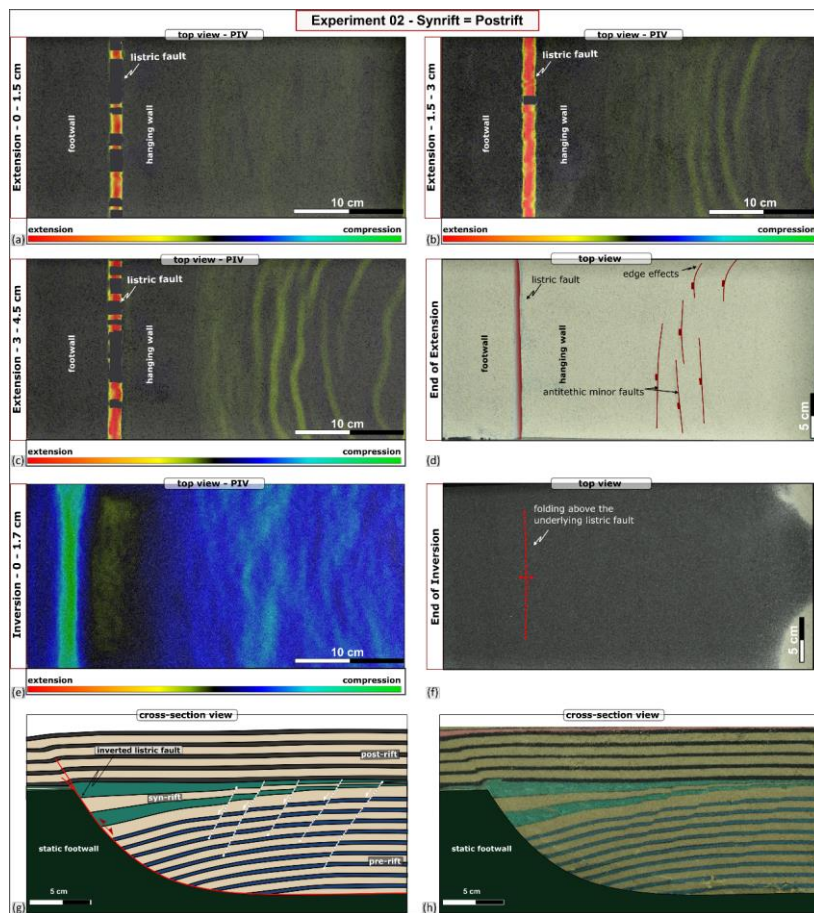 Experiment 02 - Synrift = Postrift
top view - PIV
Extension - 0 - 1.5cm
listric fault
footwall
hanging wall
10 cm
extension
compression
(a)
top view - PIV
Extension - 1.5 - 3 cm
listric fault
footwall
hanging wall
10 cm
extension
compression
(b)
top view - PIV
Extension - 3 - 4.5 cm
listric fault
footwall
hanging wall
10 cm
extension
compression
(c)
top view
End of Extension
edge effects
listric fault
footwall
hanging wall
antitethic minor faults
5 cm
(d)
top view - PIV
Inversion - 0 - 1.7 cm
10 cm
extension
compression
(e)
top view
End of Inversion
folding above the
underlying listric fault
5 cm
(f)
cross-section view
inverted listric fault
post-rift
syn-rift
static footwall
pre-rift
5 cm
(g)
cross-section view
static footwall
5 cm
(h)